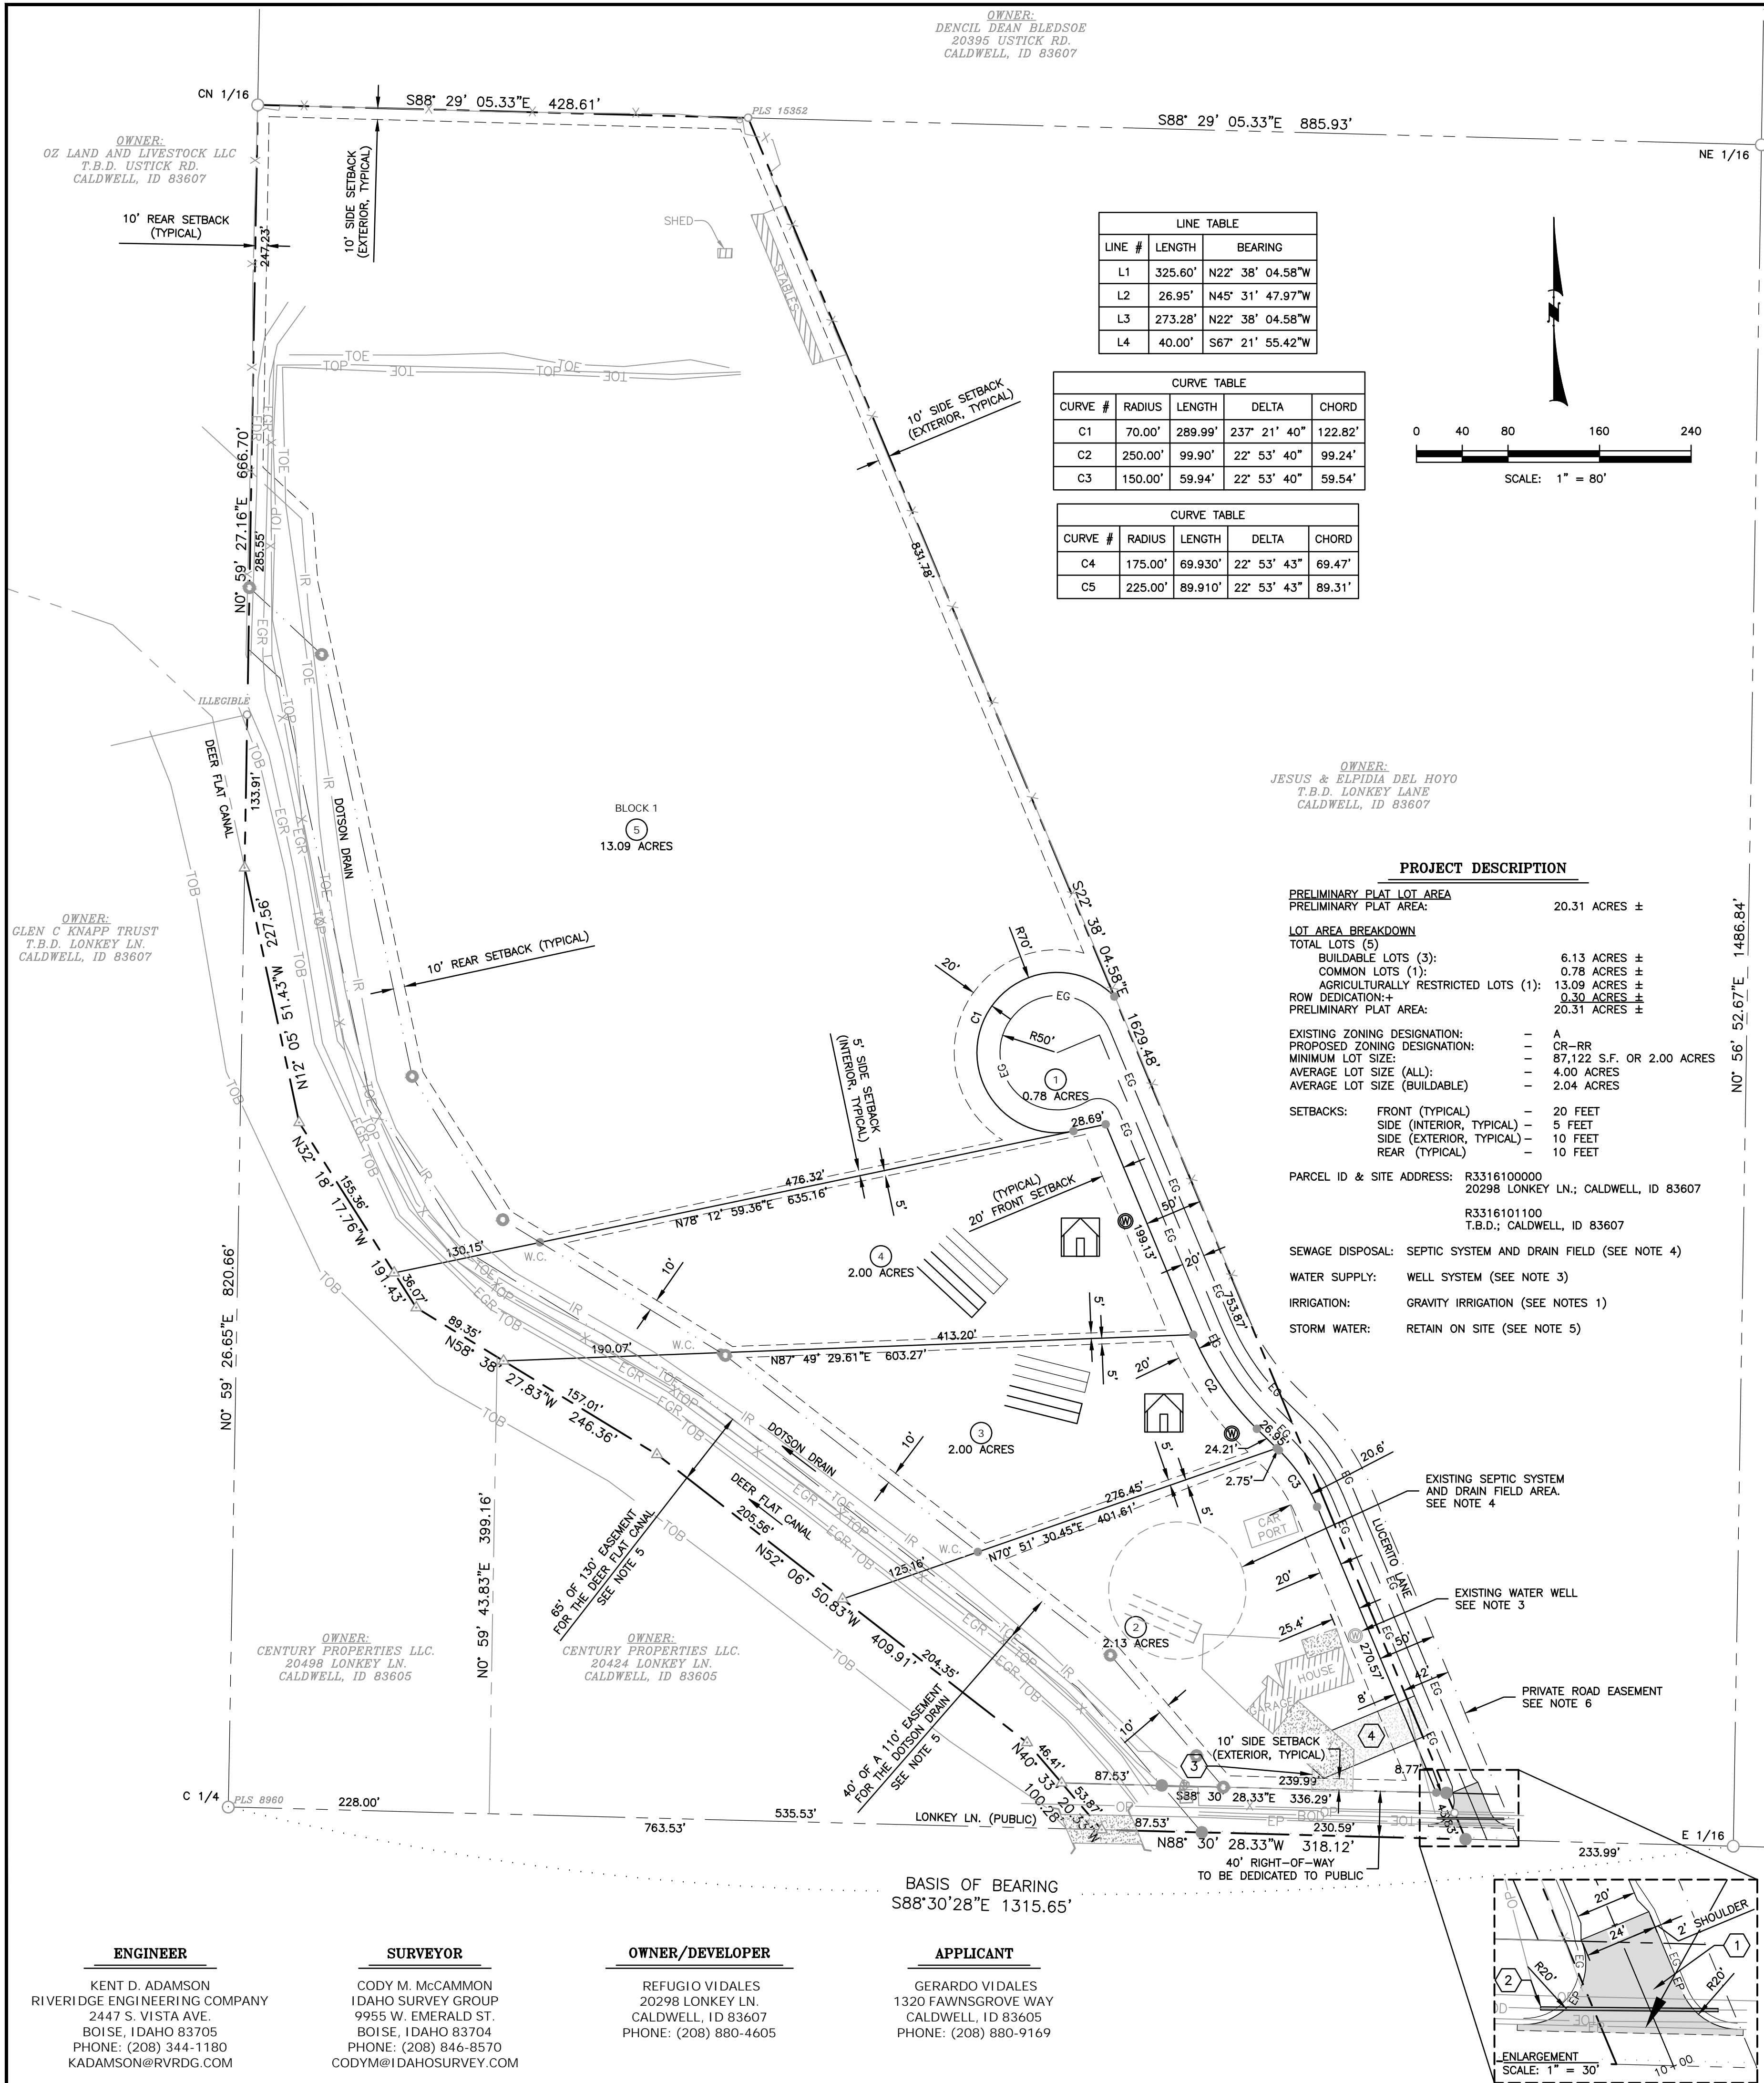 OWNER:
DENCIL DEAN BLEDSOE
20395 USTICK RD.
CALDWELL, ID 83607
CN 1/16
S88° 29' 05.33"E 428.61'
PLS 15352
S88° 29' 05.33"E 885.93'
NE 1/16
OWNER:
OZ LAND AND LIVESTOCK LLC
T.B.D. USTICK RD.
CALDWELL, ID 83607
10' REAR SETBACK
(TYPICAL)
247.23'
10' SIDE SETBACK
(EXTERIOR, TYPICAL)
SHED
STABLES
TOE
TOP
TOE
TOP
TOE
TOE
10' SIDE SETBACK
(EXTERIOR, TYPICAL)
LINE TABLE
LINE # LENGTH BEARING
L1 325.60' N22° 38' 04.58"W
L2 26.95' N45° 31' 47.97"W
L3 273.28' N22° 38' 04.58"W
L4 40.00' S67° 21' 55.42"W
CURVE TABLE
CURVE # RADIUS LENGTH DELTA CHORD
C1 70.00' 289.99' 237° 21' 40" 122.82'
C2 250.00' 99.90' 22° 53' 40" 99.24'
C3 150.00' 59.94' 22° 53' 40" 59.54'
CURVE TABLE
CURVE # RADIUS LENGTH DELTA CHORD
C4 175.00' 69.930' 22° 53' 43" 69.47'
C5 225.00' 89.910' 22° 53' 43" 89.31'
N
0 40 80 160 240
SCALE: 1" = 80'
N0° 59' 27.16"E 666.70'
285.55'
831.78'
ILLEGIBLE
DEER FLAT CANAL
133.91'
DOTSON DRAIN
BLOCK 1
5
13.09 ACRES
OWNER:
JESUS & ELPIDIA DEL HOYO
T.B.D. LONKEY LANE
CALDWELL, ID 83607
OWNER:
GLEN C KNAPP TRUST
T.B.D. LONKEY LN.
CALDWELL, ID 83607
N12° 05' 51.43"W 227.56'
10' REAR SETBACK (TYPICAL)
S22° 38' 04.58"E 1629.48'
PROJECT DESCRIPTION
PRELIMINARY PLAT LOT AREA
PRELIMINARY PLAT AREA: 20.31 ACRES ±
LOT AREA BREAKDOWN
TOTAL LOTS (5)
BUILDABLE LOTS (3): 6.13 ACRES ±
COMMON LOTS (1): 0.78 ACRES ±
AGRICULTURALLY RESTRICTED LOTS (1): 13.09 ACRES ±
ROW DEDICATION:+ 0.30 ACRES ±
PRELIMINARY PLAT AREA: 20.31 ACRES ±
EXISTING ZONING DESIGNATION: - A
PROPOSED ZONING DESIGNATION: - CR-RR
MINIMUM LOT SIZE: - 87,122 S.F. OR 2.00 ACRES
AVERAGE LOT SIZE (ALL): - 4.00 ACRES
AVERAGE LOT SIZE (BUILDABLE) - 2.04 ACRES
SETBACKS: FRONT (TYPICAL) - 20 FEET
SIDE (INTERIOR, TYPICAL) - 5 FEET
SIDE (EXTERIOR, TYPICAL) - 10 FEET
REAR (TYPICAL) - 10 FEET
PARCEL ID & SITE ADDRESS: R3316100000
20298 LONKEY LN.; CALDWELL, ID 83607
R3316101100
T.B.D.; CALDWELL, ID 83607
SEWAGE DISPOSAL: SEPTIC SYSTEM AND DRAIN FIELD (SEE NOTE 4)
WATER SUPPLY: WELL SYSTEM (SEE NOTE 3)
IRRIGATION: GRAVITY IRRIGATION (SEE NOTES 1)
STORM WATER: RETAIN ON SITE (SEE NOTE 5)
N0° 56' 52.67"E 1486.84'
20'
R70'
C1
EG
R50'
EG
1
0.78 ACRES
28.69'
5' SIDE SETBACK
(INTERIOR, TYPICAL)
5'
476.32'
N78° 12' 59.36"E 635.16'
(TYPICAL)
20' FRONT SETBACK
50'
W
199.13'
20'
753.87'
N32° 18' 17.76"W 191.43'
155.36'
36.07'
130.15'
W.C.
4
2.00 ACRES
10'
N0° 59' 26.65"E 820.66'
89.35'
N58° 38' 27.83"W 246.36'
157.01'
190.07'
W.C.
413.20'
N87° 49' 29.61"E 603.27'
5'
5'
20'
C2
3
2.00 ACRES
W
26.95'
24.21'
2.75'
C3
20.6'
5'
5'
10'
DOTSON DRAIN
DEER FLAT CANAL
276.45'
N70° 51' 30.45"E 401.61'
W.C.
125.16'
CAR
PORT
EXISTING SEPTIC SYSTEM
AND DRAIN FIELD AREA.
SEE NOTE 4
LUCERITO LANE
N0° 59' 43.83"E 399.16'
65' OF 130' EASEMENT
FOR THE DEER FLAT CANAL
SEE NOTE 5
205.56'
N52° 06' 50.83"W 409.91'
204.35'
20'
EXISTING WATER WELL
SEE NOTE 3
25.4'
W
50'
270.57'
2
2.13 ACRES
HOUSE
GARAGE
42'
8'
PRIVATE ROAD EASEMENT
SEE NOTE 6
OWNER:
CENTURY PROPERTIES LLC.
20498 LONKEY LN.
CALDWELL, ID 83605
OWNER:
CENTURY PROPERTIES LLC.
20424 LONKEY LN.
CALDWELL, ID 83605
40' OF A 110' EASEMENT
FOR THE DOTSON DRAIN
SEE NOTE 5
10'
4
10' SIDE SETBACK
(EXTERIOR, TYPICAL)
3
46.41'
N40° 33' 20.33"W 100.28'
53.87'
87.53'
239.99'
8.77'
S88° 30' 28.33"E 336.29'
43.63'
C 1/4
PLS 8960
228.00'
535.53'
763.53'
LONKEY LN. (PUBLIC)
87.53'
230.59'
N88° 30' 28.33"W 318.12'
40' RIGHT-OF-WAY
TO BE DEDICATED TO PUBLIC
E 1/16
233.99'
BASIS OF BEARING
S88°30'28"E 1315.65'
20'
24'
2' SHOULDER
1
2
R20'
R20'
EG
EP
EG
EP
ENLARGEMENT
SCALE: 1" = 30'
10+00
ENGINEER
KENT D. ADAMSON
RIVERIDGE ENGINEERING COMPANY
2447 S. VISTA AVE.
BOISE, IDAHO 83705
PHONE: (208) 344-1180
KADAMSON@RVRDG.COM
SURVEYOR
CODY M. McCAMMON
IDAHO SURVEY GROUP
9955 W. EMERALD ST.
BOISE, IDAHO 83704
PHONE: (208) 846-8570
CODYM@IDAHOSURVEY.COM
OWNER/DEVELOPER
REFUGIO VIDALES
20298 LONKEY LN.
CALDWELL, ID 83607
PHONE: (208) 880-4605
APPLICANT
GERARDO VIDALES
1320 FAWNSGROVE WAY
CALDWELL, ID 83605
PHONE: (208) 880-9169